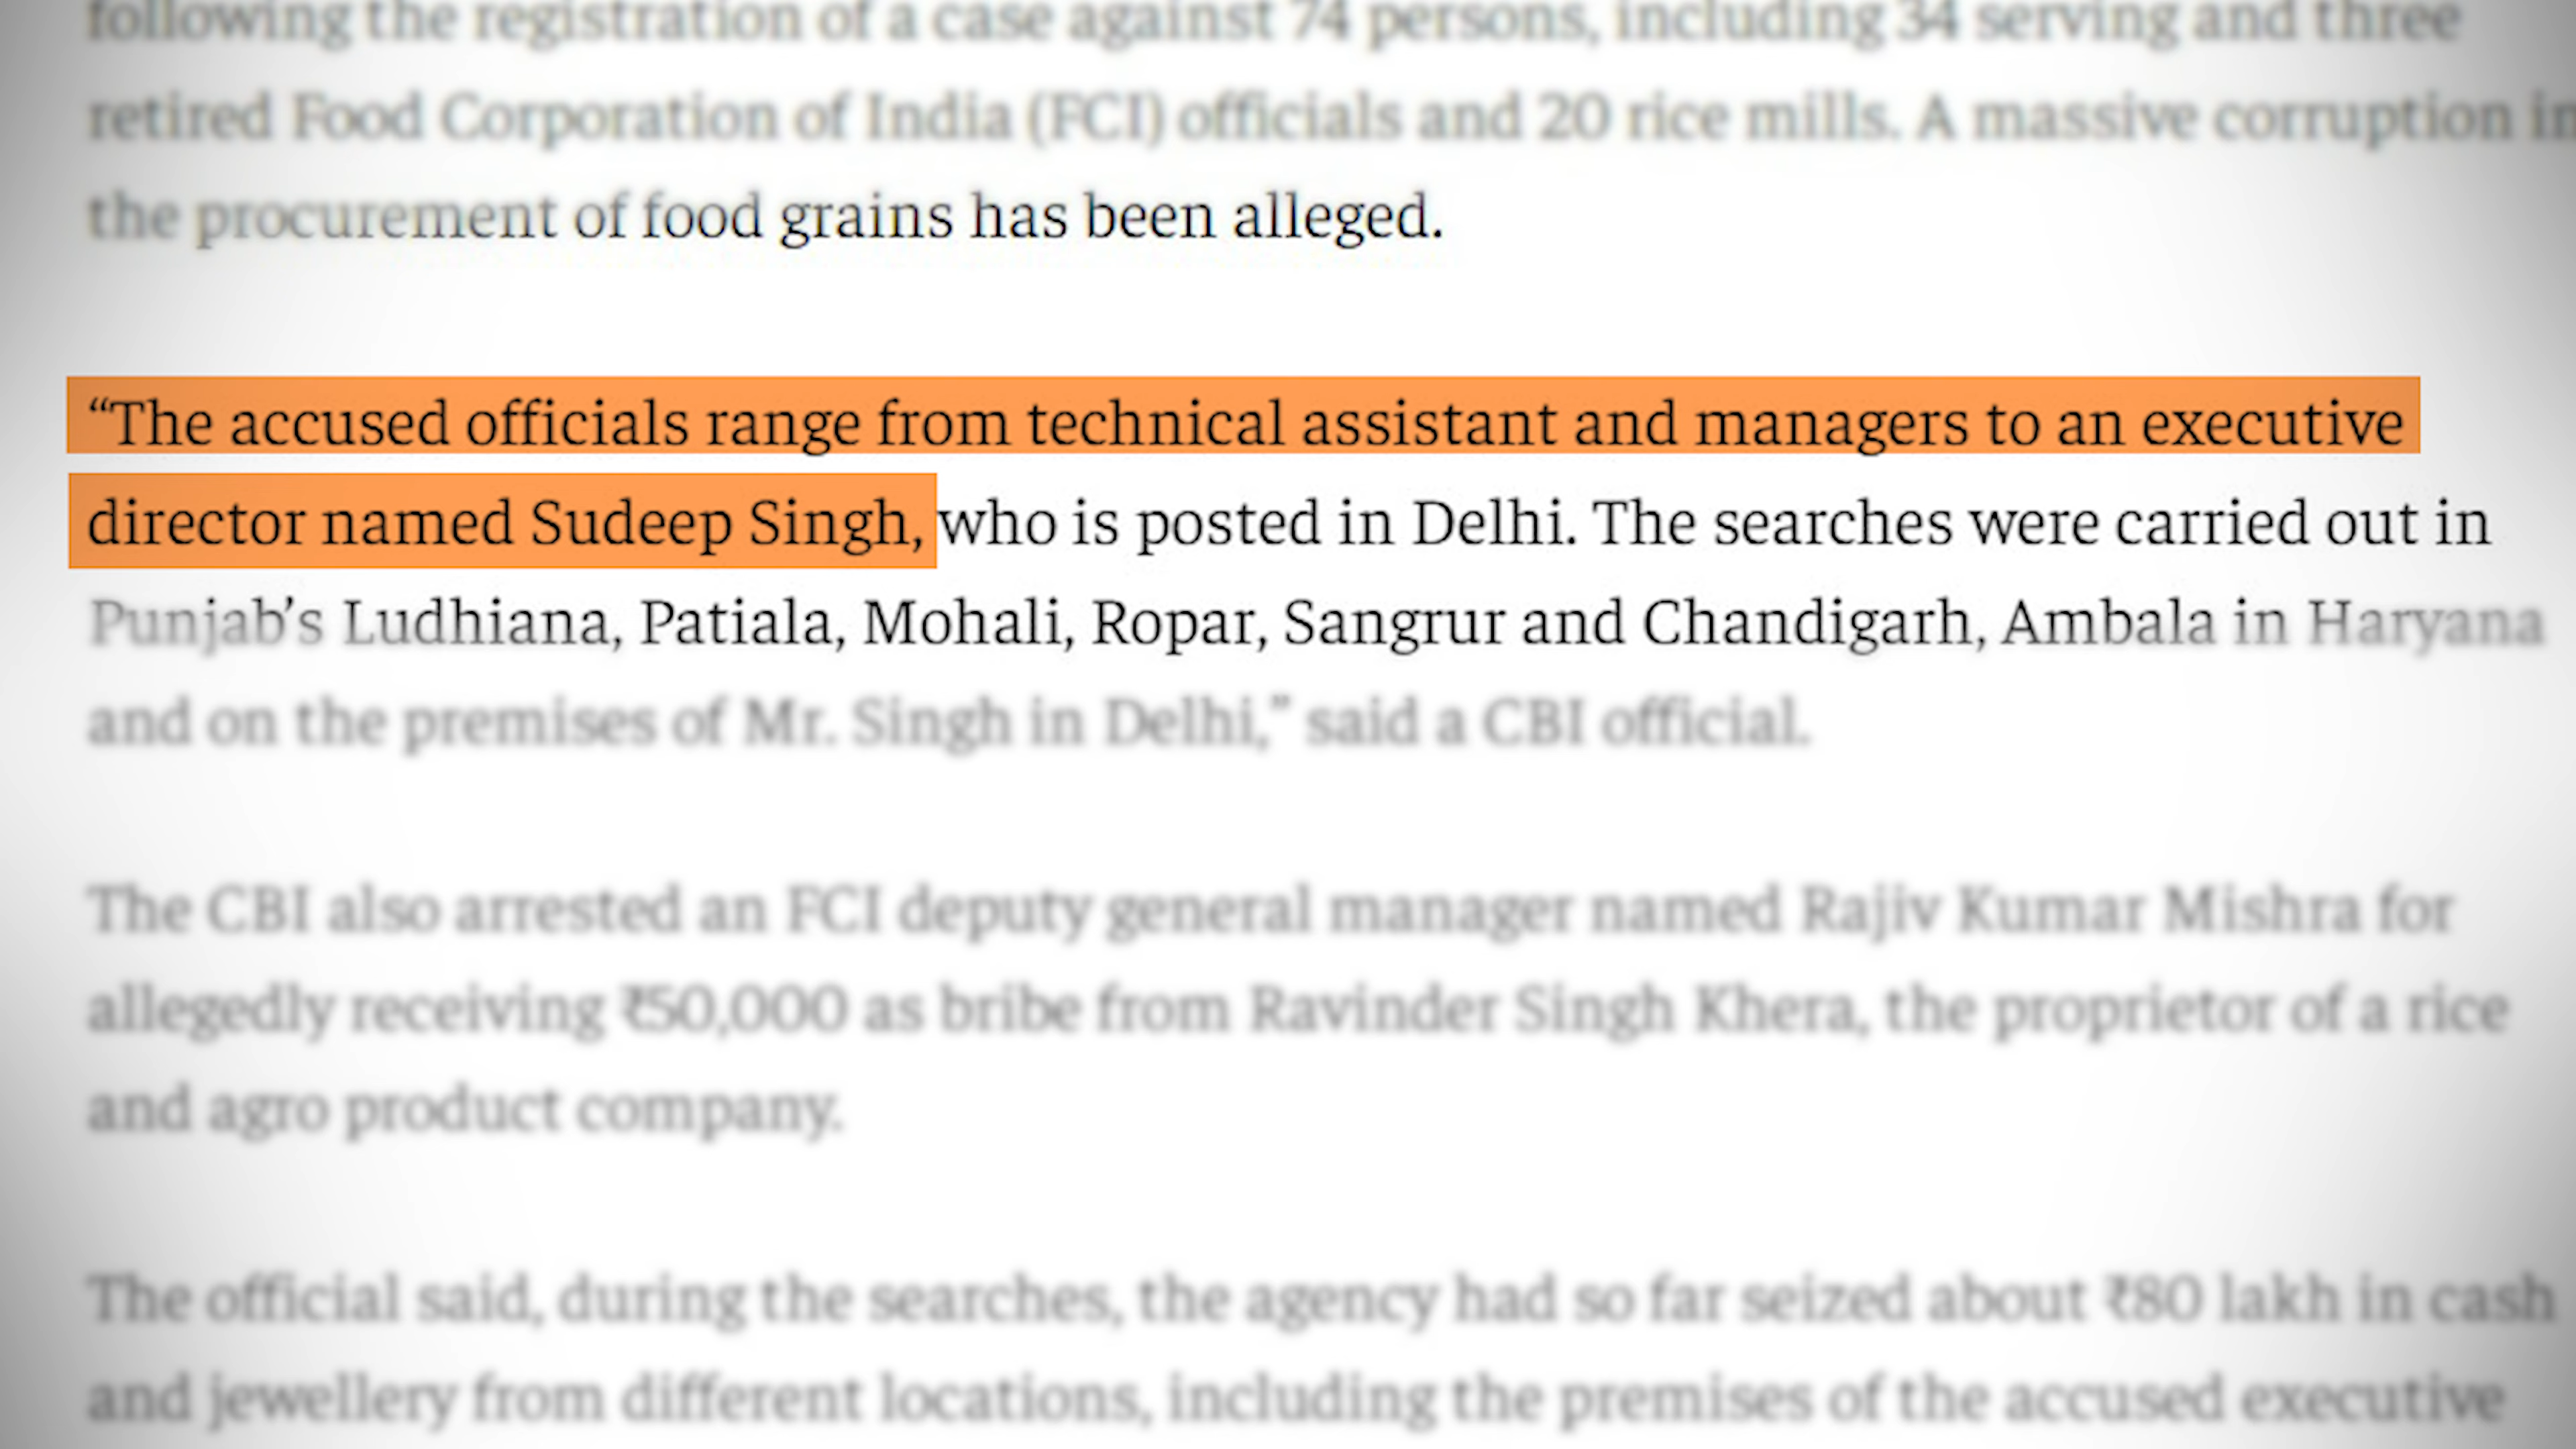 following the registration of a case against 74 persons, including 34 serving and three
retired Food Corporation of India (FCI) officials and 20 rice mills. A massive corruption in
the procurement of food grains has been alleged.
“The accused officials range from technical assistant and managers to an executive
director named Sudeep Singh, who is posted in Delhi. The searches were carried out in
Punjab’s Ludhiana, Patiala, Mohali, Ropar, Sangrur and Chandigarh, Ambala in Haryana
and on the premises of Mr. Singh in Delhi,” said a CBI official.
The CBI also arrested an FCI deputy general manager named Rajiv Kumar Mishra for
allegedly receiving ₹50,000 as bribe from Ravinder Singh Khera, the proprietor of a rice
and agro product company.
The official said, during the searches, the agency had so far seized about ₹80 lakh in cash
and jewellery from different locations, including the premises of the accused executive